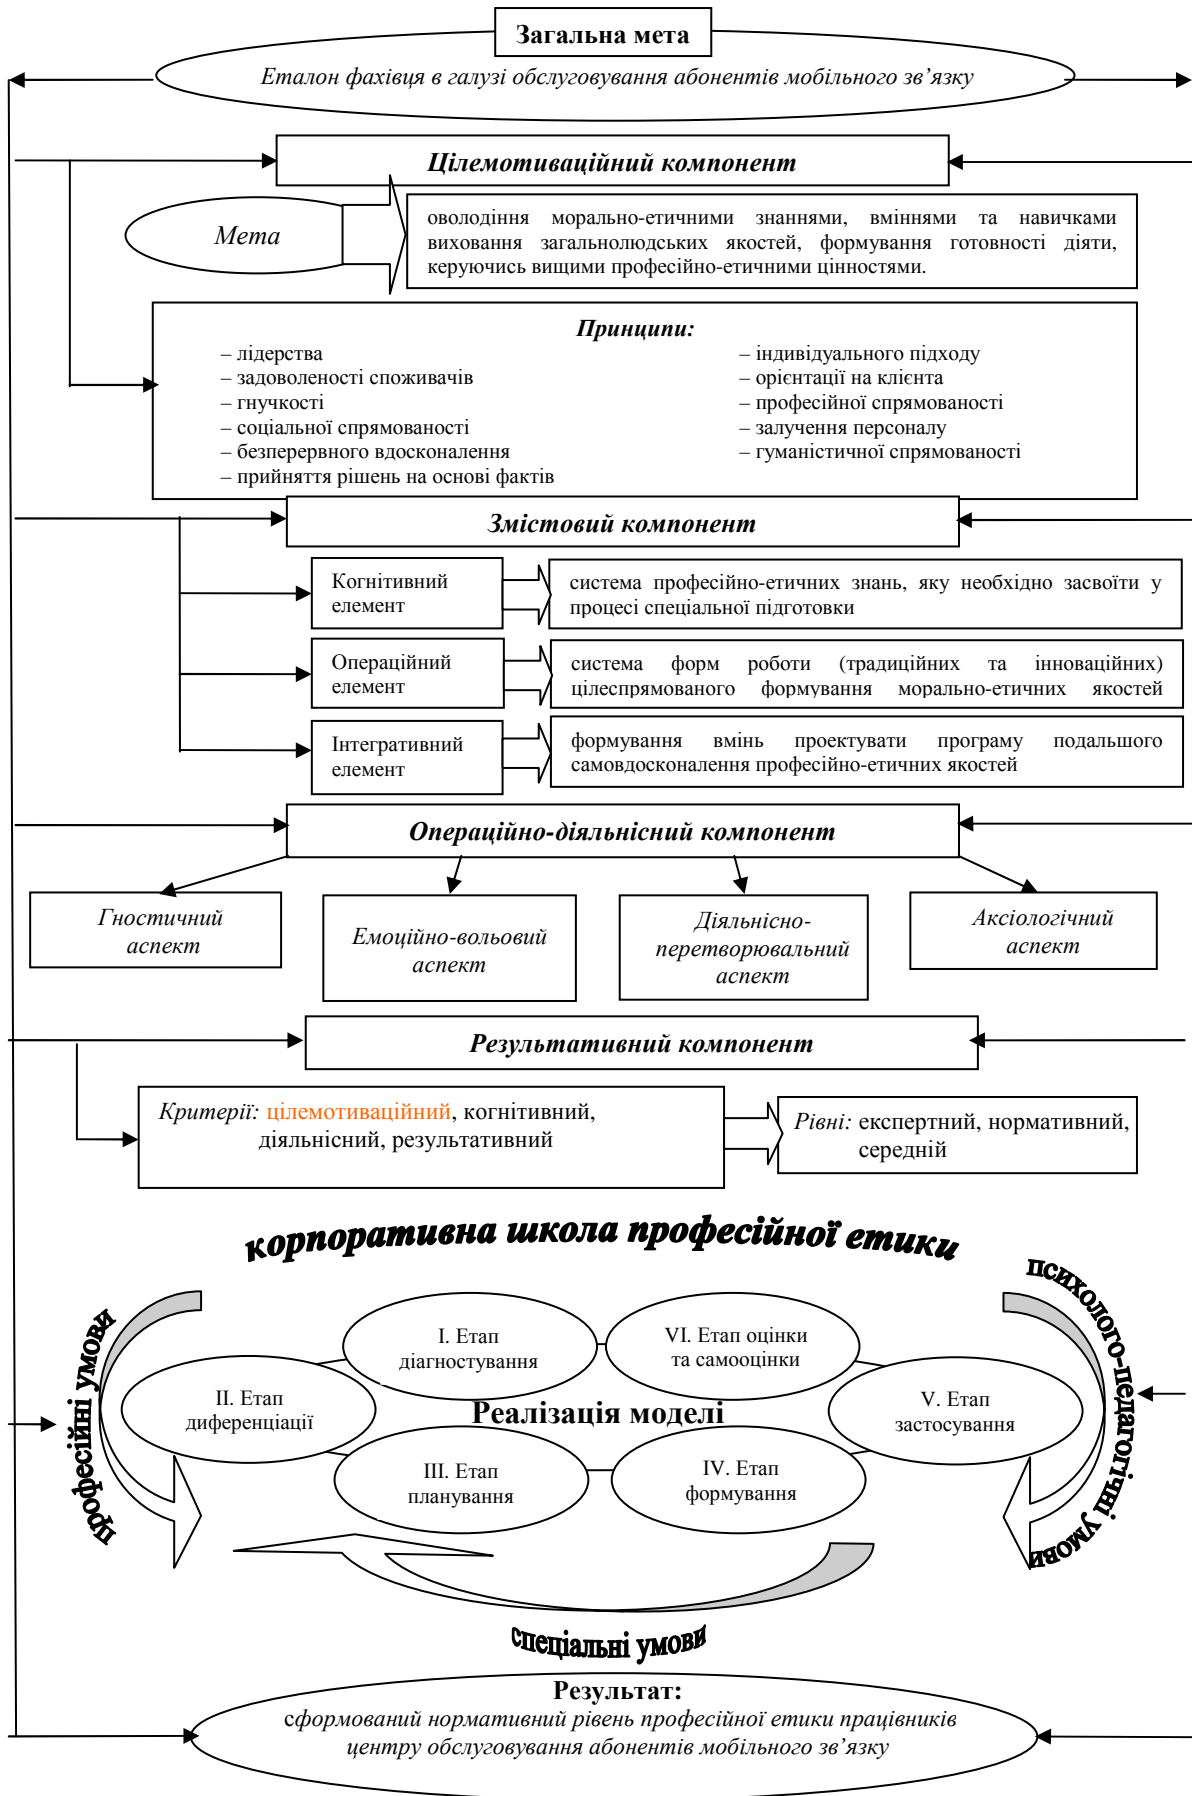 Загальна мета
Еталон фахівця в галузі обслуговування абонентів мобільного зв’язку
Цілемотиваційний компонент
Мета
оволодіння морально-етичними знаннями, вміннями та навичками
виховання загальнолюдських якостей, формування готовності діяти,
керуючись вищими професійно-етичними цінностями.
Принципи:
– лідерства
– задоволеності споживачів
– гнучкості
– соціальної спрямованості
– безперервного вдосконалення
– прийняття рішень на основі фактів
– індивідуального підходу
– орієнтації на клієнта
– професійної спрямованості
– залучення персоналу
– гуманістичної спрямованості
Змістовий компонент
Когнітивний
елемент
система професійно-етичних знань, яку необхідно засвоїти у
процесі спеціальної підготовки
Операційний
елемент
система форм роботи (традиційних та інноваційних)
цілеспрямованого формування морально-етичних якостей
Інтегративний
елемент
формування вмінь проектувати програму подальшого
самовдосконалення професійно-етичних якостей
Операційно-діяльнісний компонент
Гностичний
аспект
Емоційно-вольовий
аспект
Діяльнісно-
перетворювальний
аспект
Аксіологічний
аспект
Результативний компонент
Критерії: цілемотиваційний, когнітивний,
діяльнісний, результативний
Рівні: експертний, нормативний,
середній
корпоративна школа професійної етики
професійні умови
психолого-педагогічні умови
I. Етап
діагностування
VI. Етап оцінки
та самооцінки
II. Етап
диференціації
Реалізація моделі
V. Етап
застосування
III. Етап
планування
IV. Етап
формування
спеціальні умови
Результат:
сформований нормативний рівень професійної етики працівників
центру обслуговування абонентів мобільного зв’язку